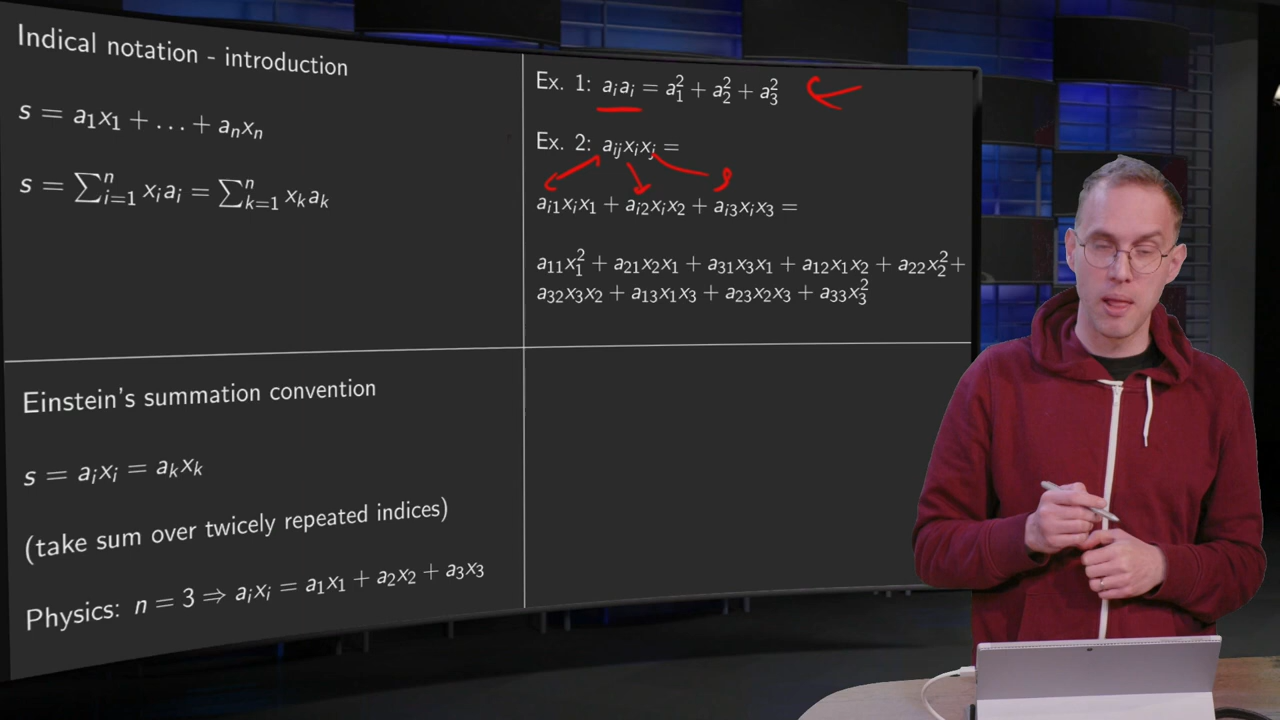 Indical notation - introduction
s = a₁x₁ + … + aₙxₙ
s = ∑ⁿᵢ₌₁ xᵢaᵢ = ∑ⁿₖ₌₁ xₖaₖ
Ex. 1: aᵢaᵢ = a₁² + a₂² + a₃²
Ex. 2: aᵢⱼxᵢxⱼ =
aᵢ₁xᵢx₁ + aᵢ₂xᵢx₂ + aᵢ₃xᵢx₃ =
a₁₁x₁² + a₂₁x₂x₁ + a₃₁x₃x₁ + a₁₂x₁x₂ + a₂₂x₂² +
a₃₂x₃x₂ + a₁₃x₁x₃ + a₂₃x₂x₃ + a₃₃x₃²
Einstein's summation convention
s = aᵢxᵢ = aₖxₖ
(take sum over twicely repeated indices)
Physics: n = 3 ⇒ aᵢxᵢ = a₁x₁ + a₂x₂ + a₃x₃